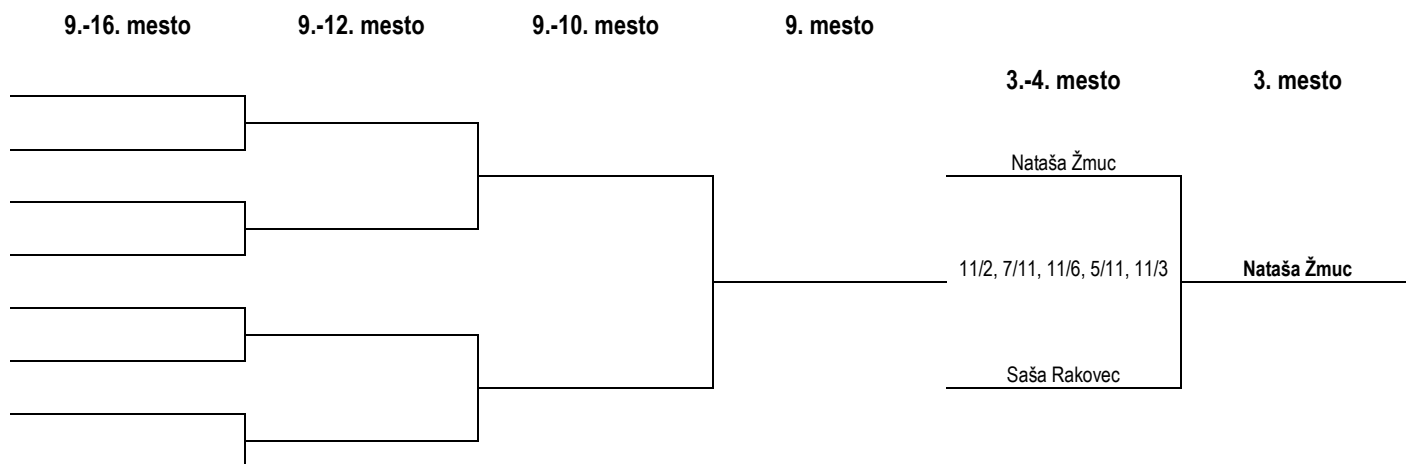 9.-16. mesto 9.-12. mesto 9.-10. mesto 9. mesto
3.-4. mesto 3. mesto
Nataša Žmuc
11/2, 7/11, 11/6, 5/11, 11/3 Nataša Žmuc
Saša Rakovec